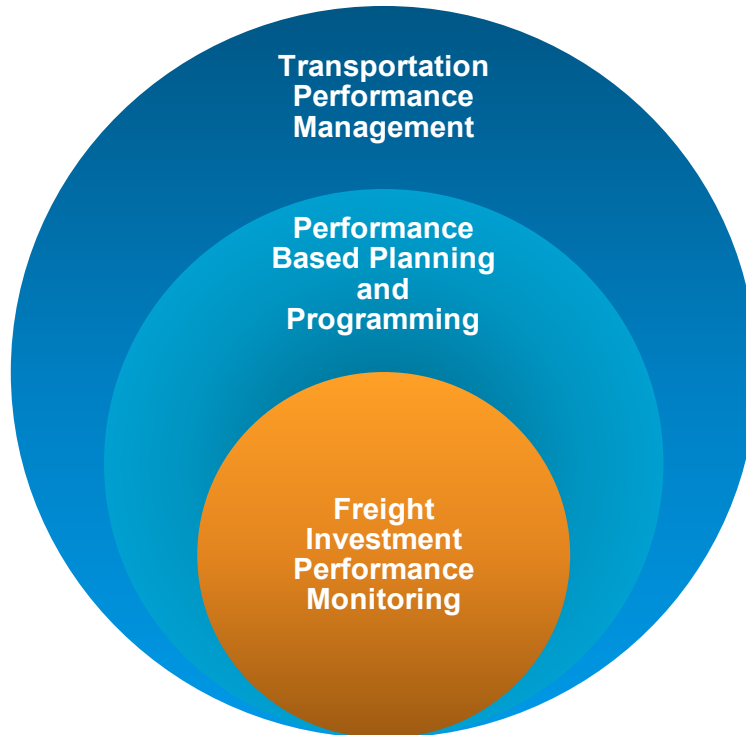 Transportation
Performance
Management
Performance
Based Planning
and
Programming
Freight
Investment
Performance
Monitoring